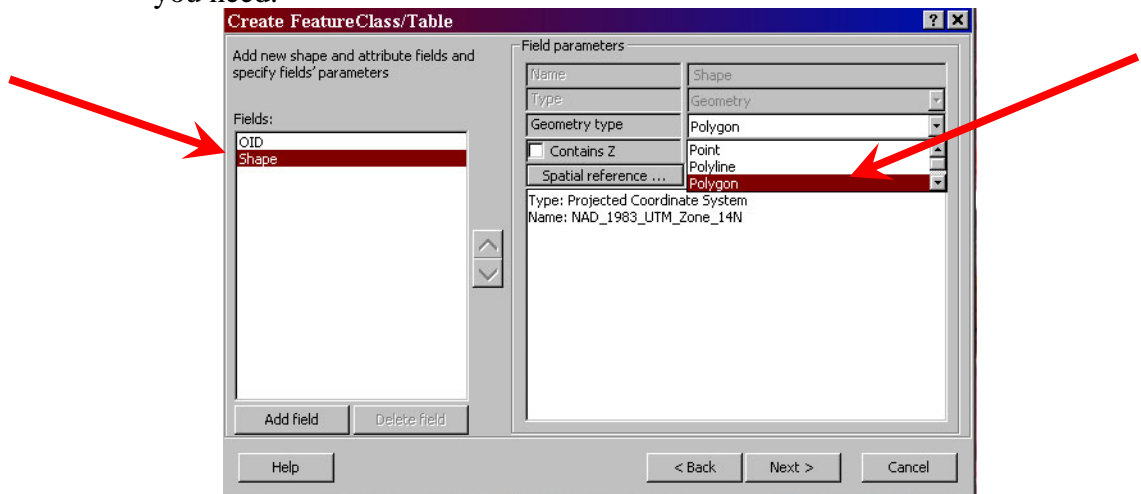 you need.
Create FeatureClass/Table
Add new shape and attribute fields and
specify fields' parameters
Fields:
OID
Shape
Add field
Delete field
Field parameters
Name
Shape
Type
Geometry
Geometry type
Polygon
Contains Z
Point
Polyline
Polygon
Spatial reference ...
Type: Projected Coordinate System
Name: NAD_1983_UTM_Zone_14N
Help
< Back
Next >
Cancel